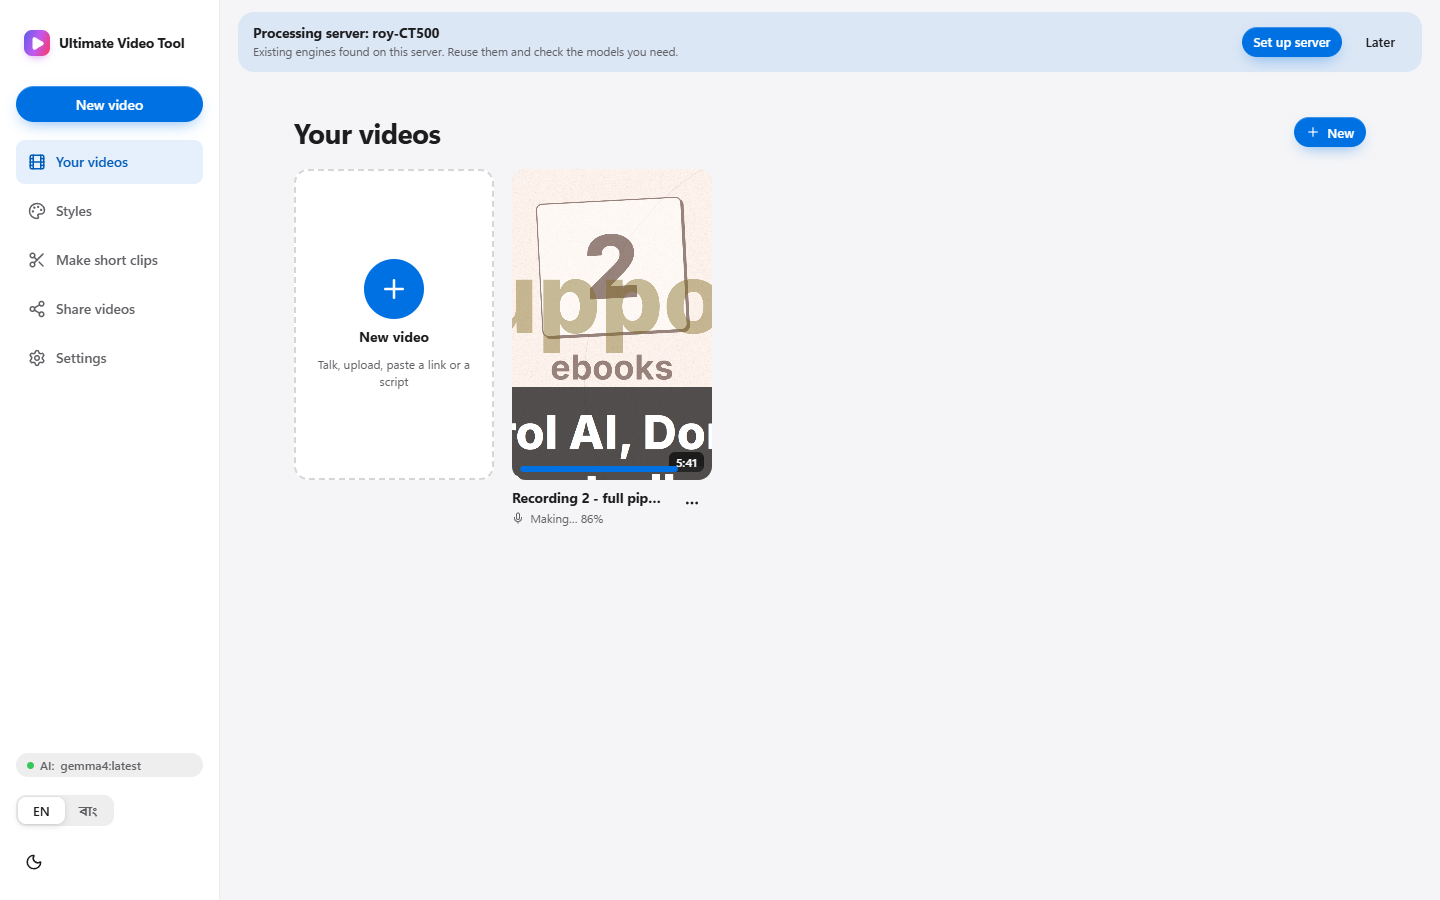 Ultimate Video Tool
New video
Your videos
Styles
Make short clips
Share videos
Settings
AI: gemma4:latest
EN বাং
Processing server: roy-CT500
Existing engines found on this server. Reuse them and check the models you need.
Set up server
Later
Your videos
+ New
New video
Talk, upload, paste a link or a
script
2
uppo
ebooks
rol AI, Don
5:41
Recording 2 - full pip...
Making... 86%